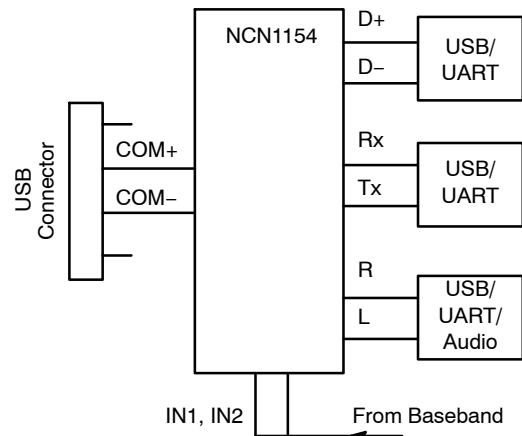 NCN1154
D+
D−
USB/
UART
USB Connector
COM+
COM−
Rx
Tx
USB/
UART
R
L
USB/
UART/
Audio
IN1, IN2
From Baseband